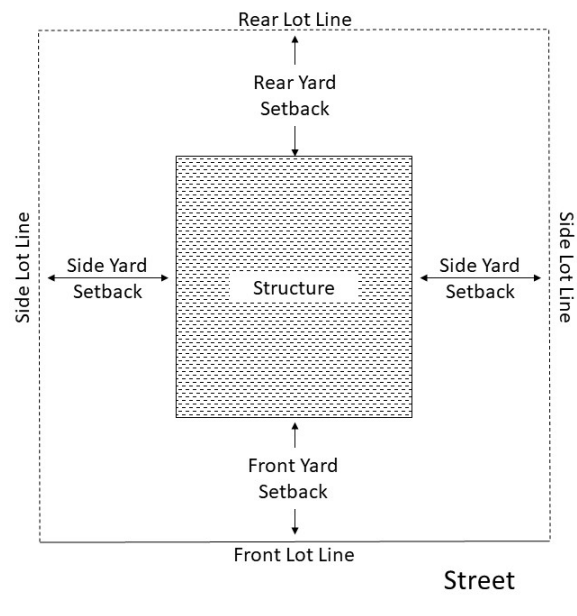 Rear Lot Line
Rear Yard
Setback
Side Lot Line
Side Yard
Setback
Structure
Side Yard
Setback
Side Lot Line
Front Yard
Setback
Front Lot Line
Street